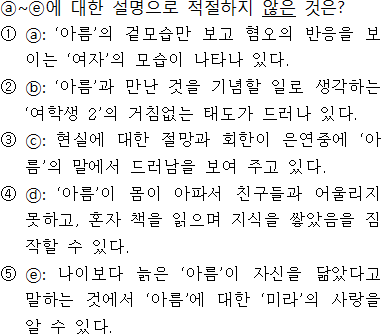 ⓐ~ⓔ에 대한 설명으로 적절하지 않은 것은?
① ⓐ: ‘아름’의 겉모습만 보고 혐오의 반응을 보
이는 ‘여자’의 모습이 나타나 있다.
② ⓑ: ‘아름’과 만난 것을 기념할 일로 생각하는
‘여학생 2’의 거침없는 태도가 드러나 있다.
③ ⓒ: 현실에 대한 절망과 회한이 은연중에 ‘아
름’의 말에서 드러남을 보여 주고 있다.
④ ⓓ: ‘아름’이 몸이 아파서 친구들과 어울리지
못하고, 혼자 책을 읽으며 지식을 쌓았음을 짐
작할 수 있다.
⑤ ⓔ: 나이보다 늙은 ‘아름’이 자신을 닮았다고
말하는 것에서 ‘아름’에 대한 ‘미라’의 사랑을
알 수 있다.